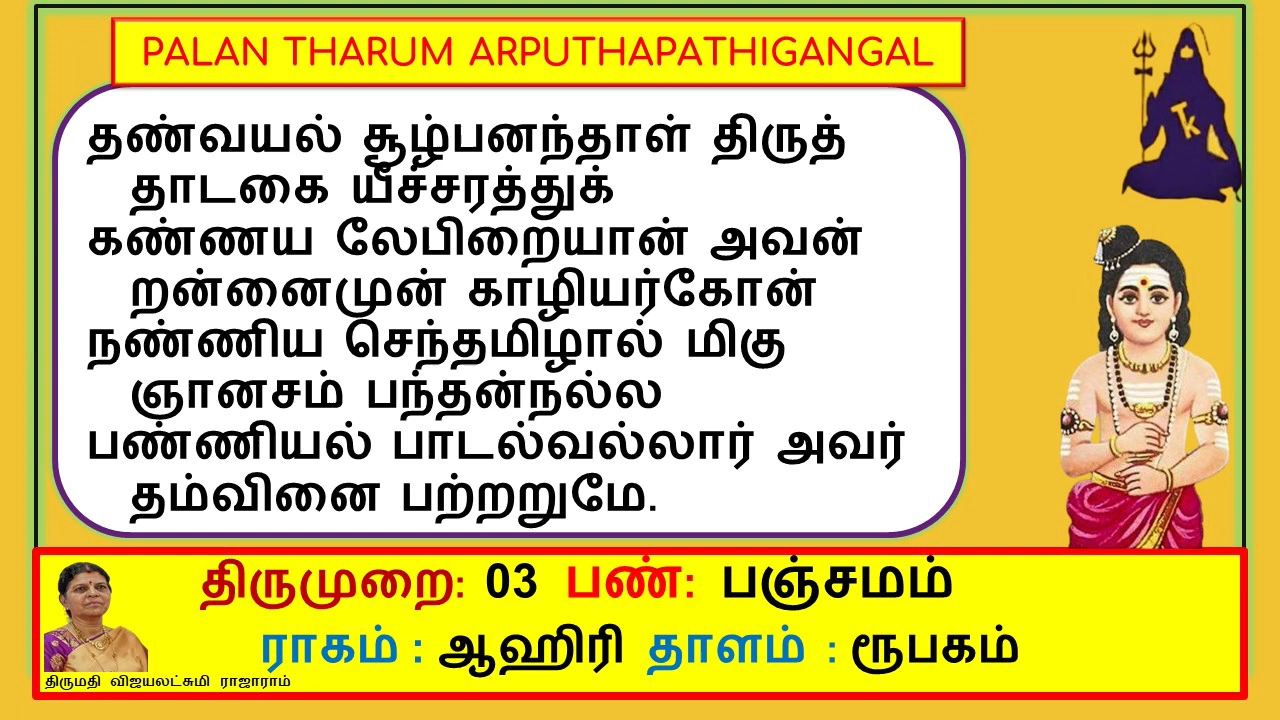 PALAN THARUM ARPUTHAPATHIGANGAL
Tk
தண்வயல் சூழ்பனந்தாள் திருத்
தாடகை யீச்சரத்துக்
கண்ணய லேபிறையான் அவன்
றன்னைமுன் காழியர்கோன்
நண்ணிய செந்தமிழால் மிகு
ஞானசம் பந்தன்நல்ல
பண்ணியல் பாடல்வல்லார் அவர்
தம்வினை பற்றறுமே.
திருமுறை: 03 பண்: பஞ்சமம்
ராகம் : ஆஹிரி தாளம் : ரூபகம்
திருமதி விஜயலட்சுமி ராஜாராம்